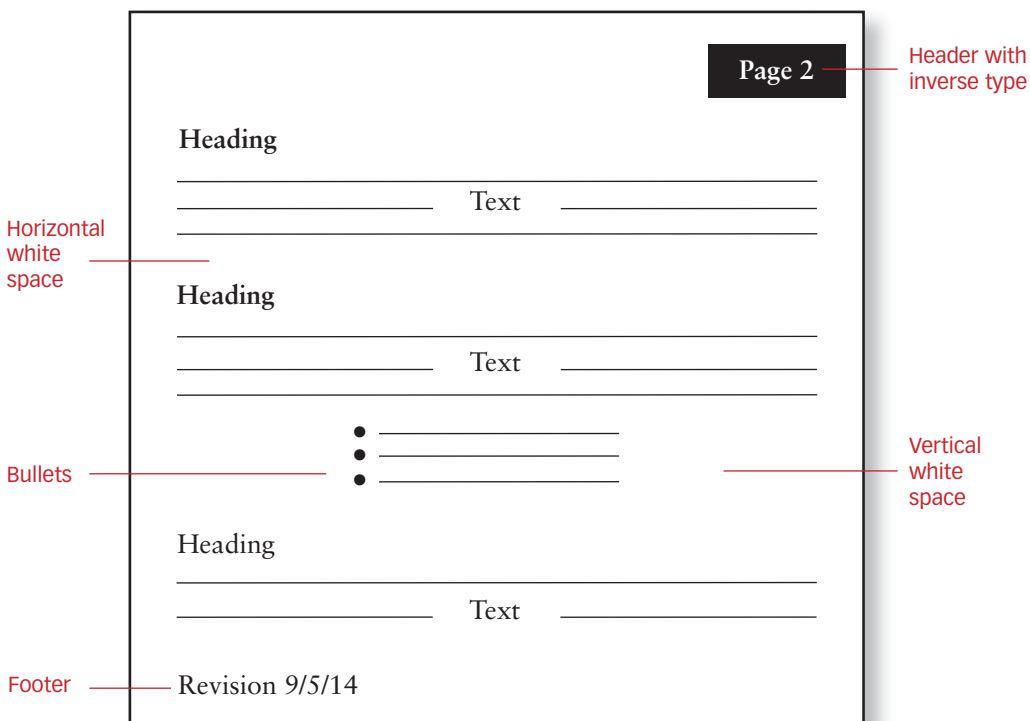 Page 2
Header with
inverse type
Heading
Text
Horizontal
white
space
Heading
Text
Bullets
Vertical
white
space
Heading
Text
Footer
Revision 9/5/14